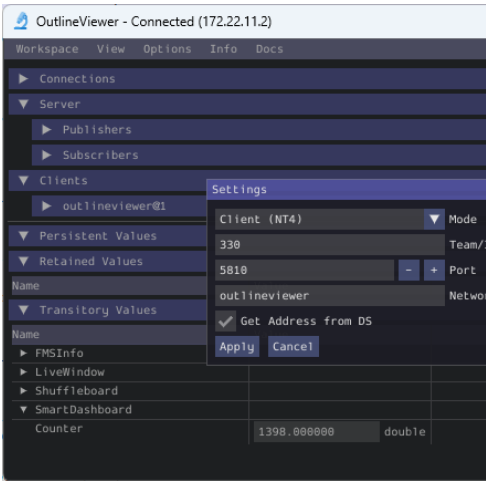 OutlineViewer - Connected (172.22.11.2)
Workspace View Options Info Docs
Connections
Server
Publishers
Subscribers
Clients
outlineviewer@1
Persistent Values
Retained Values
Name
Transitory Values
Name
FMSInfo
LiveWindow
Shuffleboard
SmartDashboard
Counter 1398.000000 double
Settings
Client (NT4) Mode
330 Team/
5810 - + Port
outlineviewer Networ
Get Address from DS
Apply Cancel